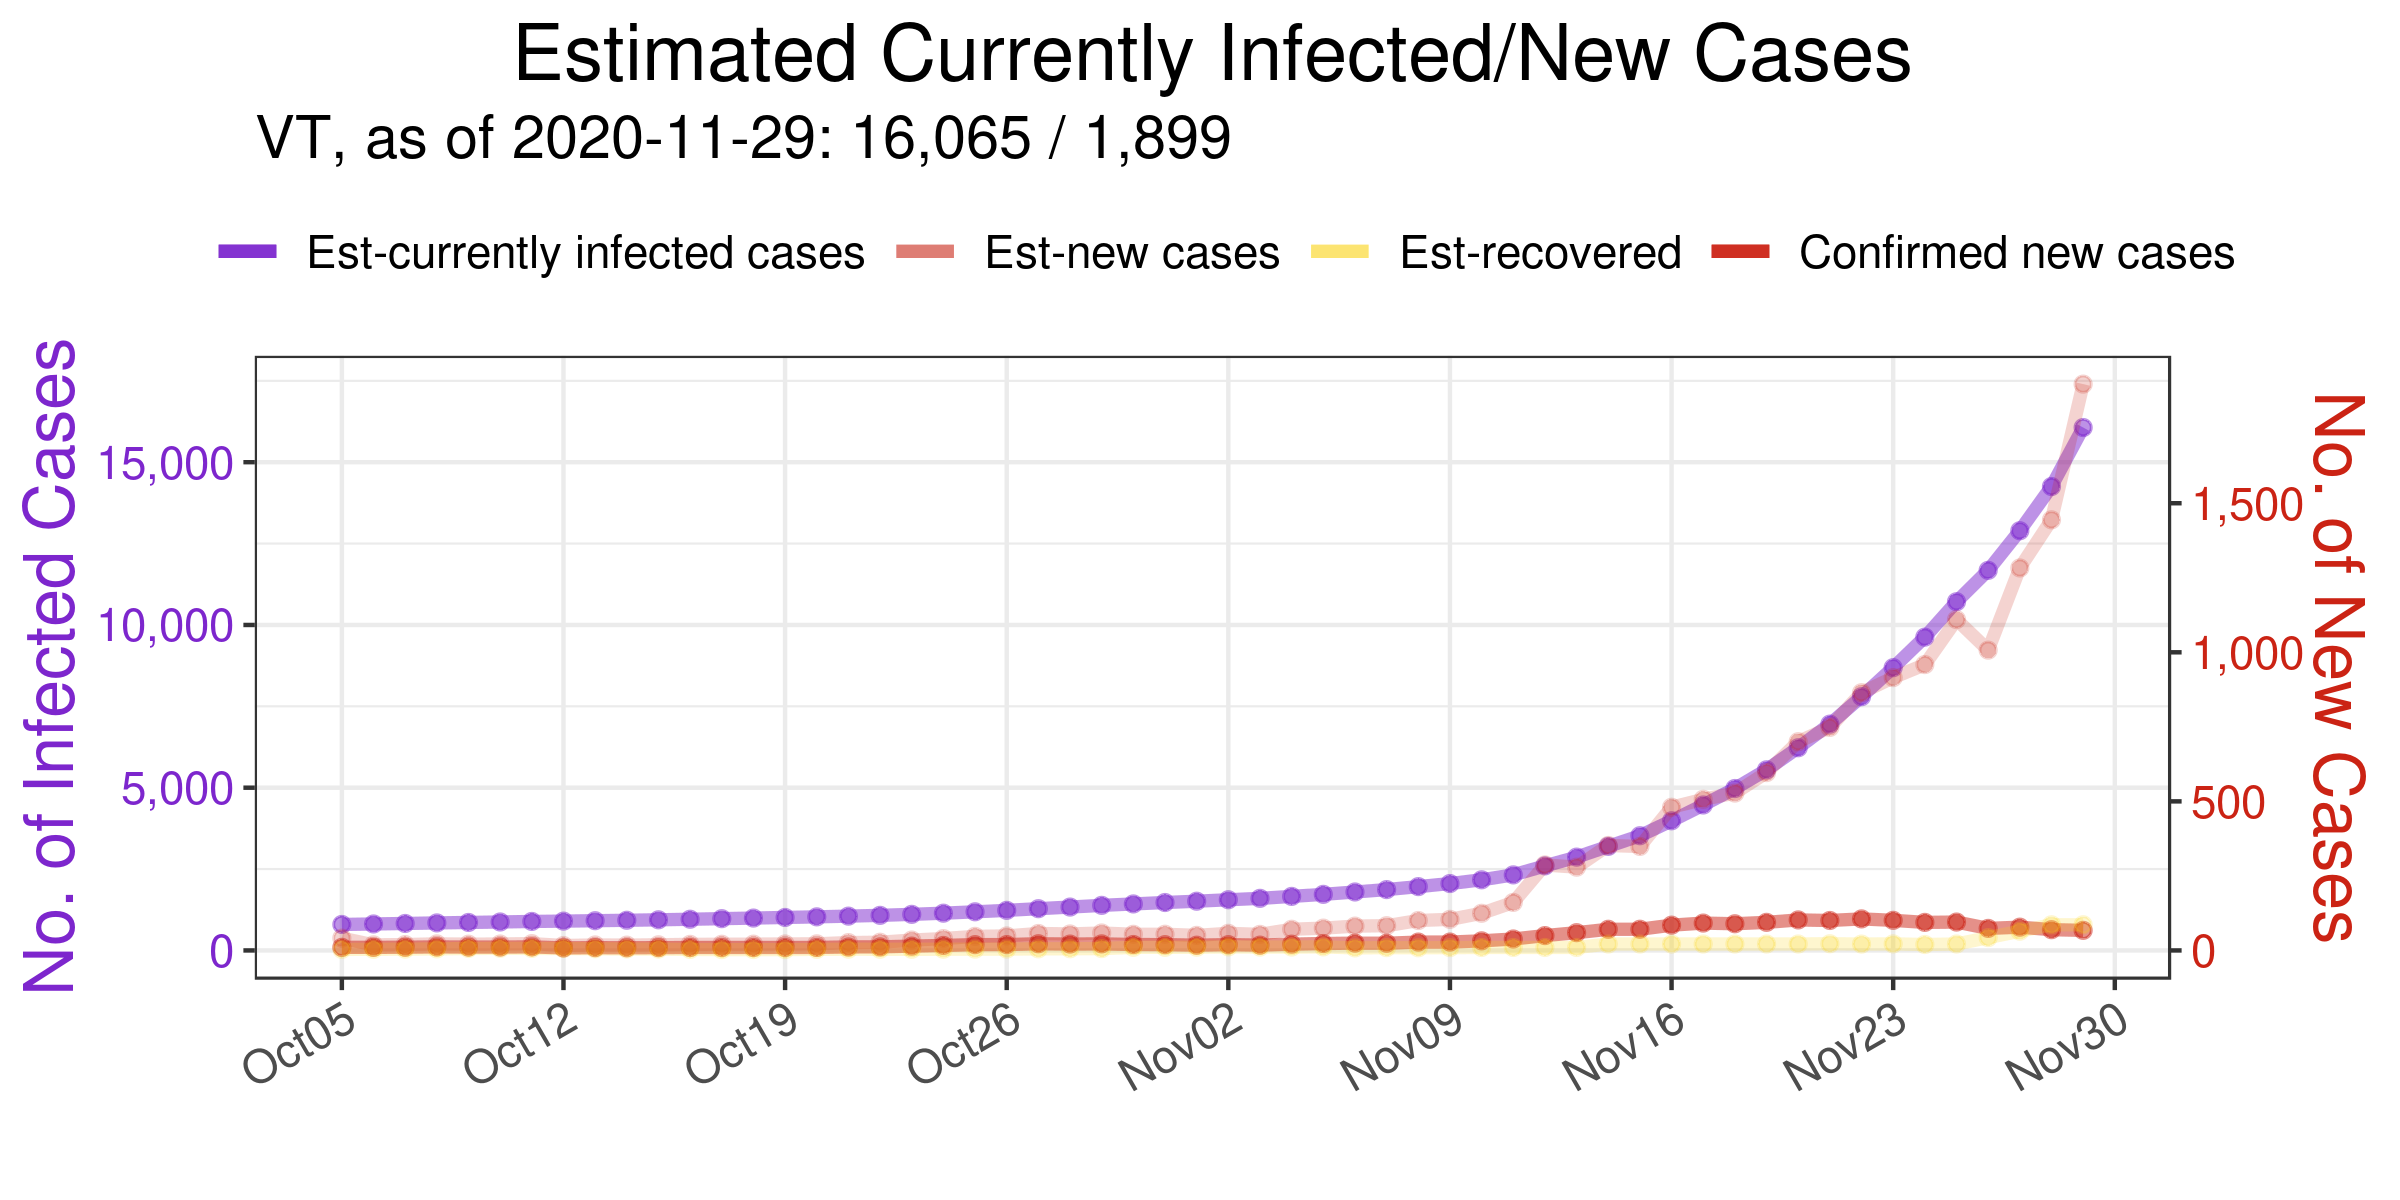 Estimated Currently Infected/New Cases
VT, as of 2020-11-29: 16,065 / 1,899
Est-currently infected cases Est-new cases Est-recovered Confirmed new cases
No. of Infected Cases
15,000
10,000
5,000
0
1,500
1,000
500
0
No. of New Cases
Oct05 Oct12 Oct19 Oct26 Nov02 Nov09 Nov16 Nov23 Nov30